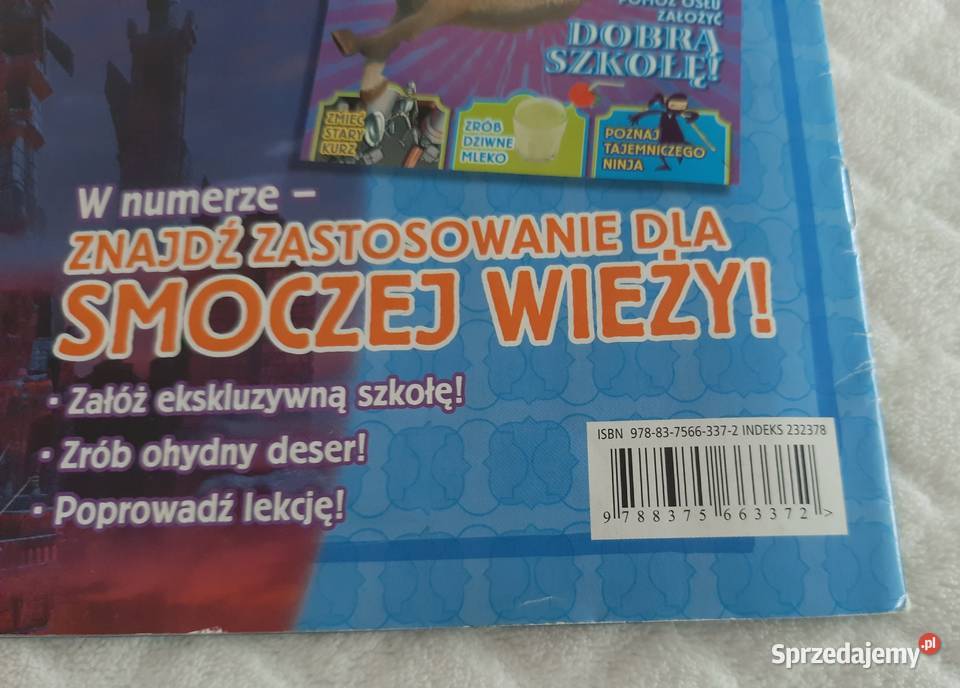 POMÓŻ OSŁU
ZAŁOŻYĆ
DOBRĄ
SZKOŁĘ!
ZMIEĆ
STARY
KURZ
ZRÓB
DZIWNE
MLEKO
POZNAJ
TAJEMNICZEGO
NINJA
W numerze –
ZNAJDŹ ZASTOSOWANIE DLA
SMOCZEJ WIEŻY!
• Załóż ekskluzywną szkołę!
• Zrób ohydny deser!
• Poprowadź lekcję!
ISBN 978-83-7566-337-2 INDEKS 232378
9 788375 663372 >
Sprzedajemy.pl